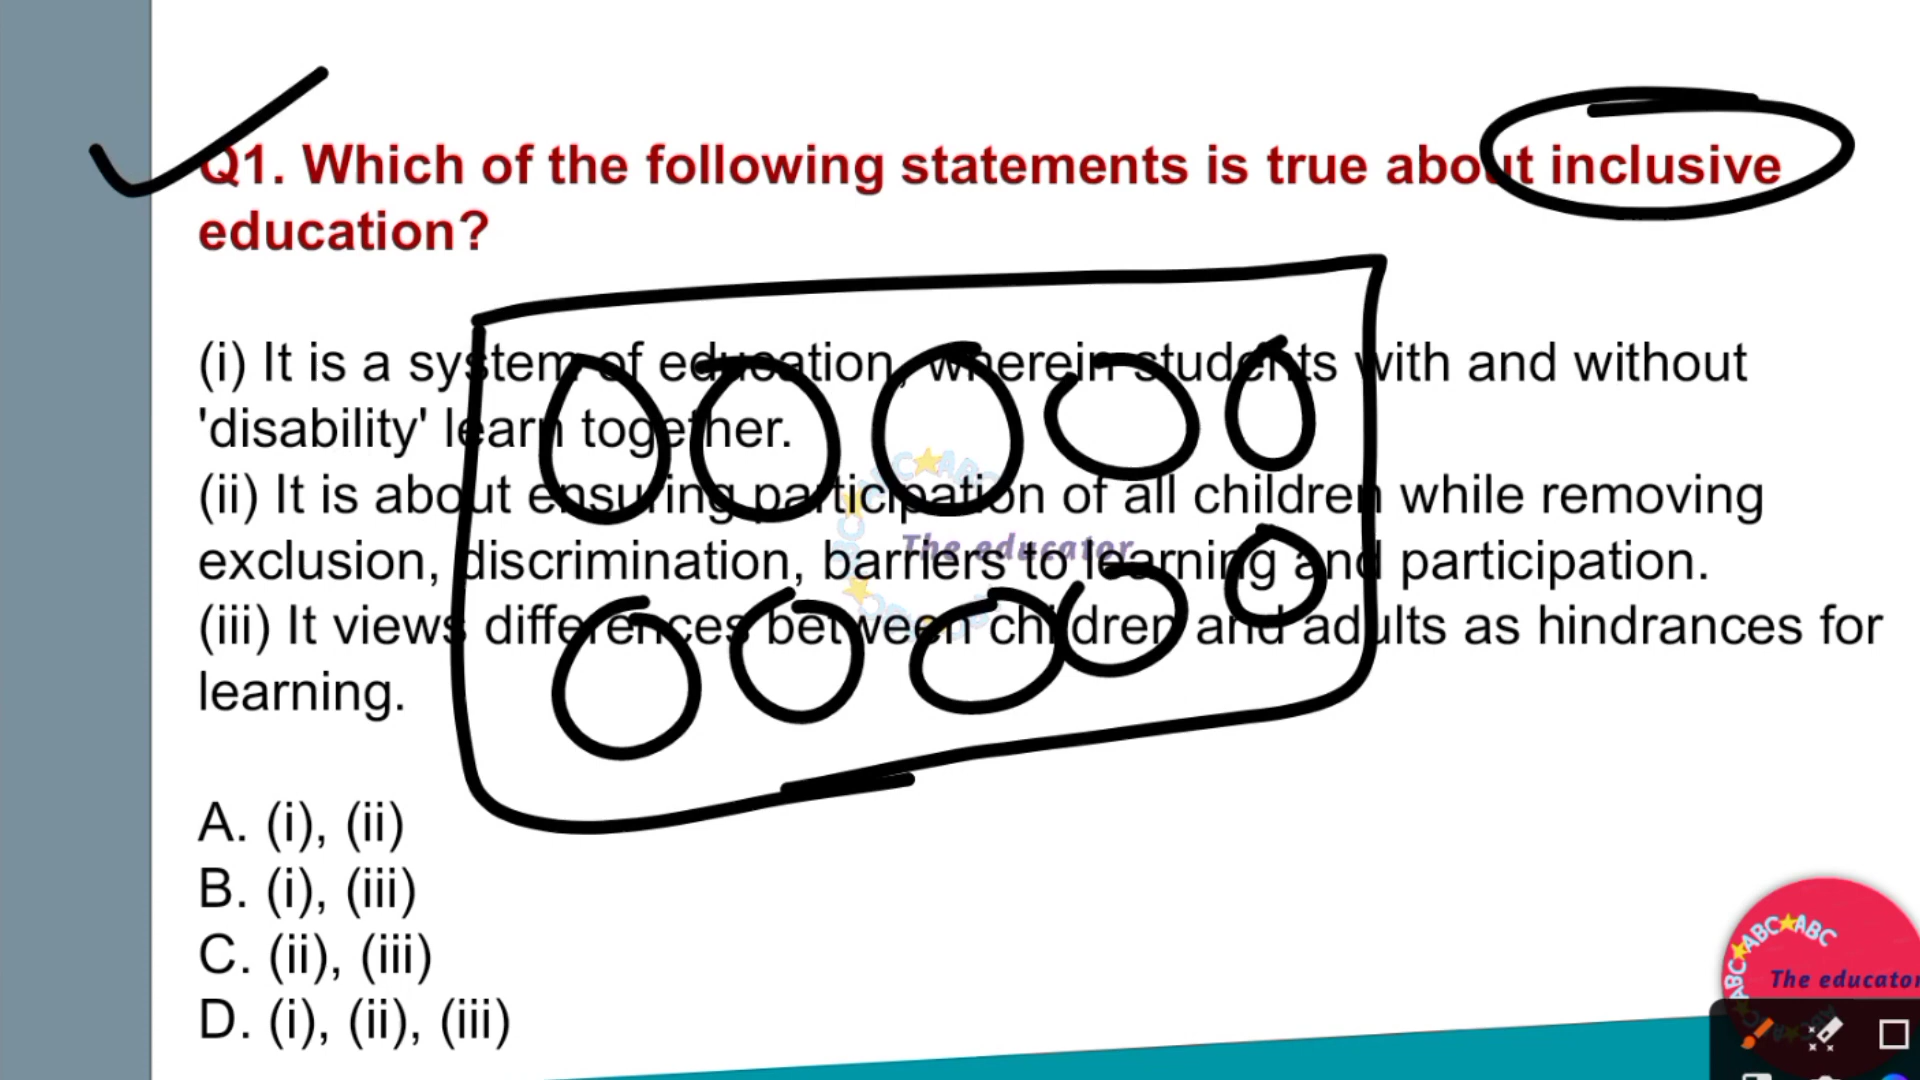 Q1. Which of the following statements is true about inclusive
education?
(i) It is a system of education, wherein students with and without
'disability' learn together.
(ii) It is about ensuring participation of all children while removing
exclusion, discrimination, barriers to learning and participation.
(iii) It views differences between children and adults as hindrances for
learning.
The educator
A. (i), (ii)
B. (i), (iii)
C. (ii), (iii)
D. (i), (ii), (iii)
ABC★ABC★ABC
The educator